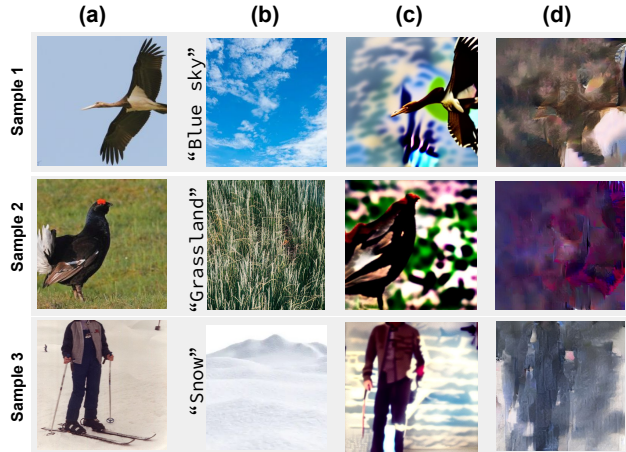 (a) (b) (c) (d)
Sample 1
“Blue sky”
Sample 2
“Grassland”
Sample 3
“Snow”